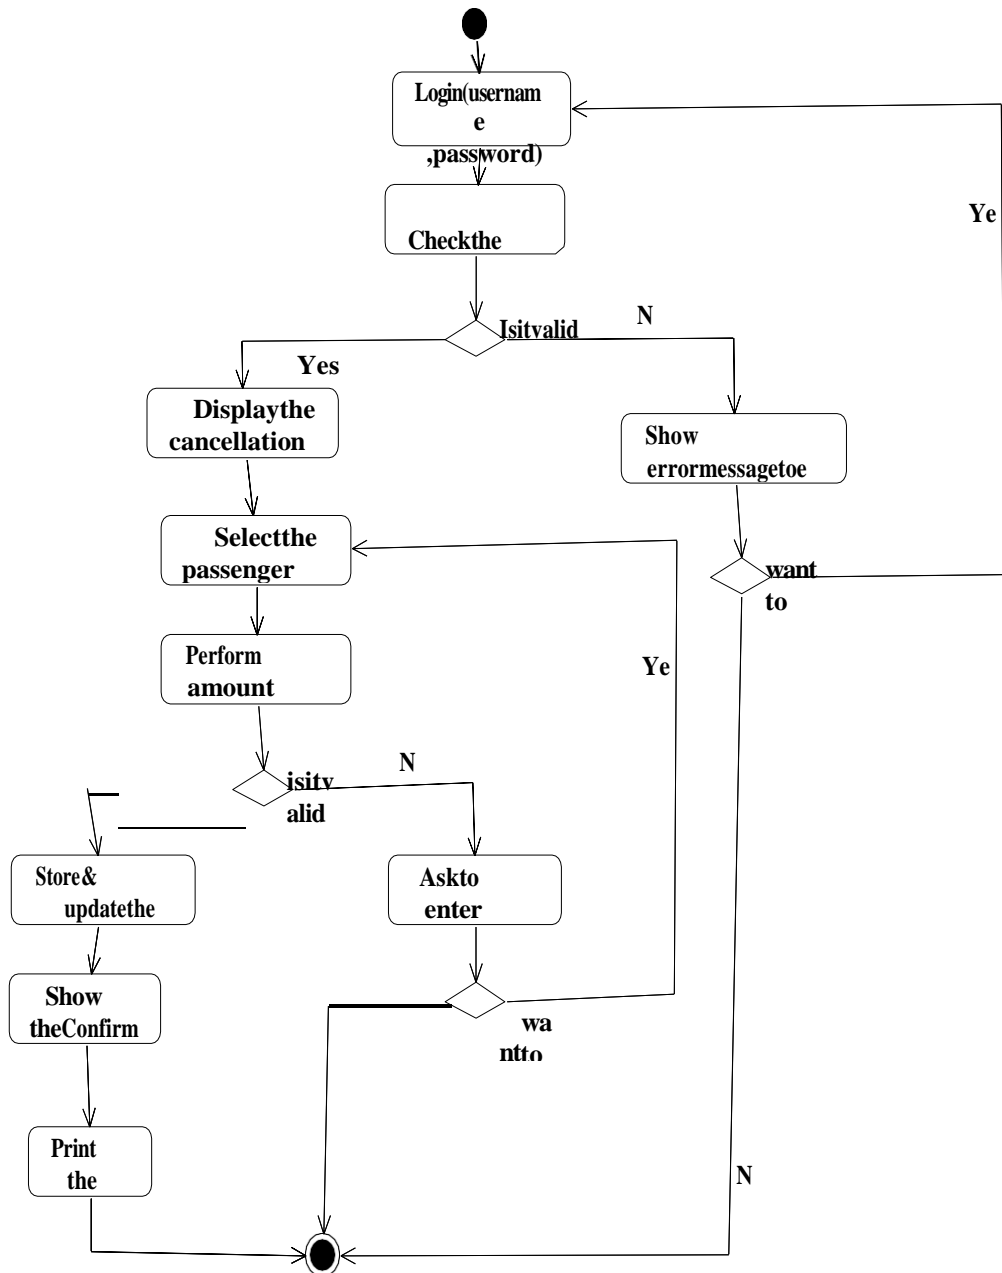 Login(usernam
e
,password)
Ye
Checkthe
Isitvalid
N
Yes
Displaythe
cancellation
Show
errormessagetoe
Selectthe
passenger
want
to
Perform
amount
Ye
N
isitv
alid
Store&
updatethe
Askto
enter
Show
theConfirm
wa
ntto
Print
the
N